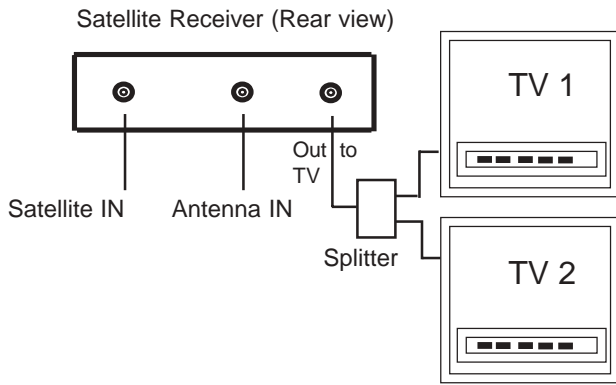 Satellite Receiver (Rear view)
TV 1
Out to
TV
Satellite IN
Antenna IN
Splitter
TV 2